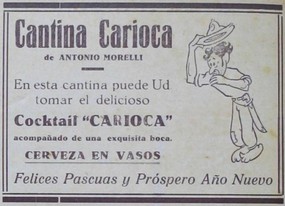 Cantina Carioca
de ANTONIO MORELLI
En esta cantina puede Ud
tomar el delicioso
Cocktail "CARIOCA"
acompañado de una exquisita boca.
CERVEZA EN VASOS
Felices Pascuas y Próspero Año Nuevo